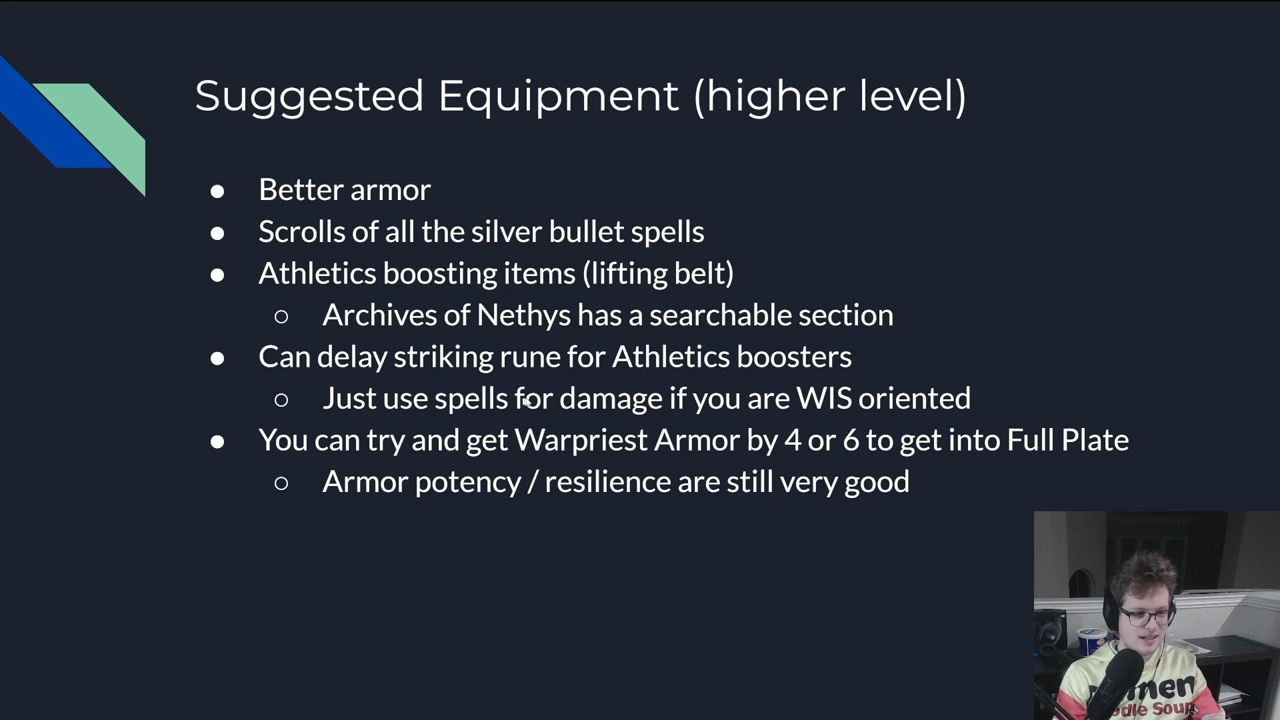 Suggested Equipment (higher level)
● Better armor
● Scrolls of all the silver bullet spells
● Athletics boosting items (lifting belt)
○ Archives of Nethys has a searchable section
● Can delay striking rune for Athletics boosters
○ Just use spells for damage if you are WIS oriented
● You can try and get Warpriest Armor by 4 or 6 to get into Full Plate
○ Armor potency / resilience are still very good